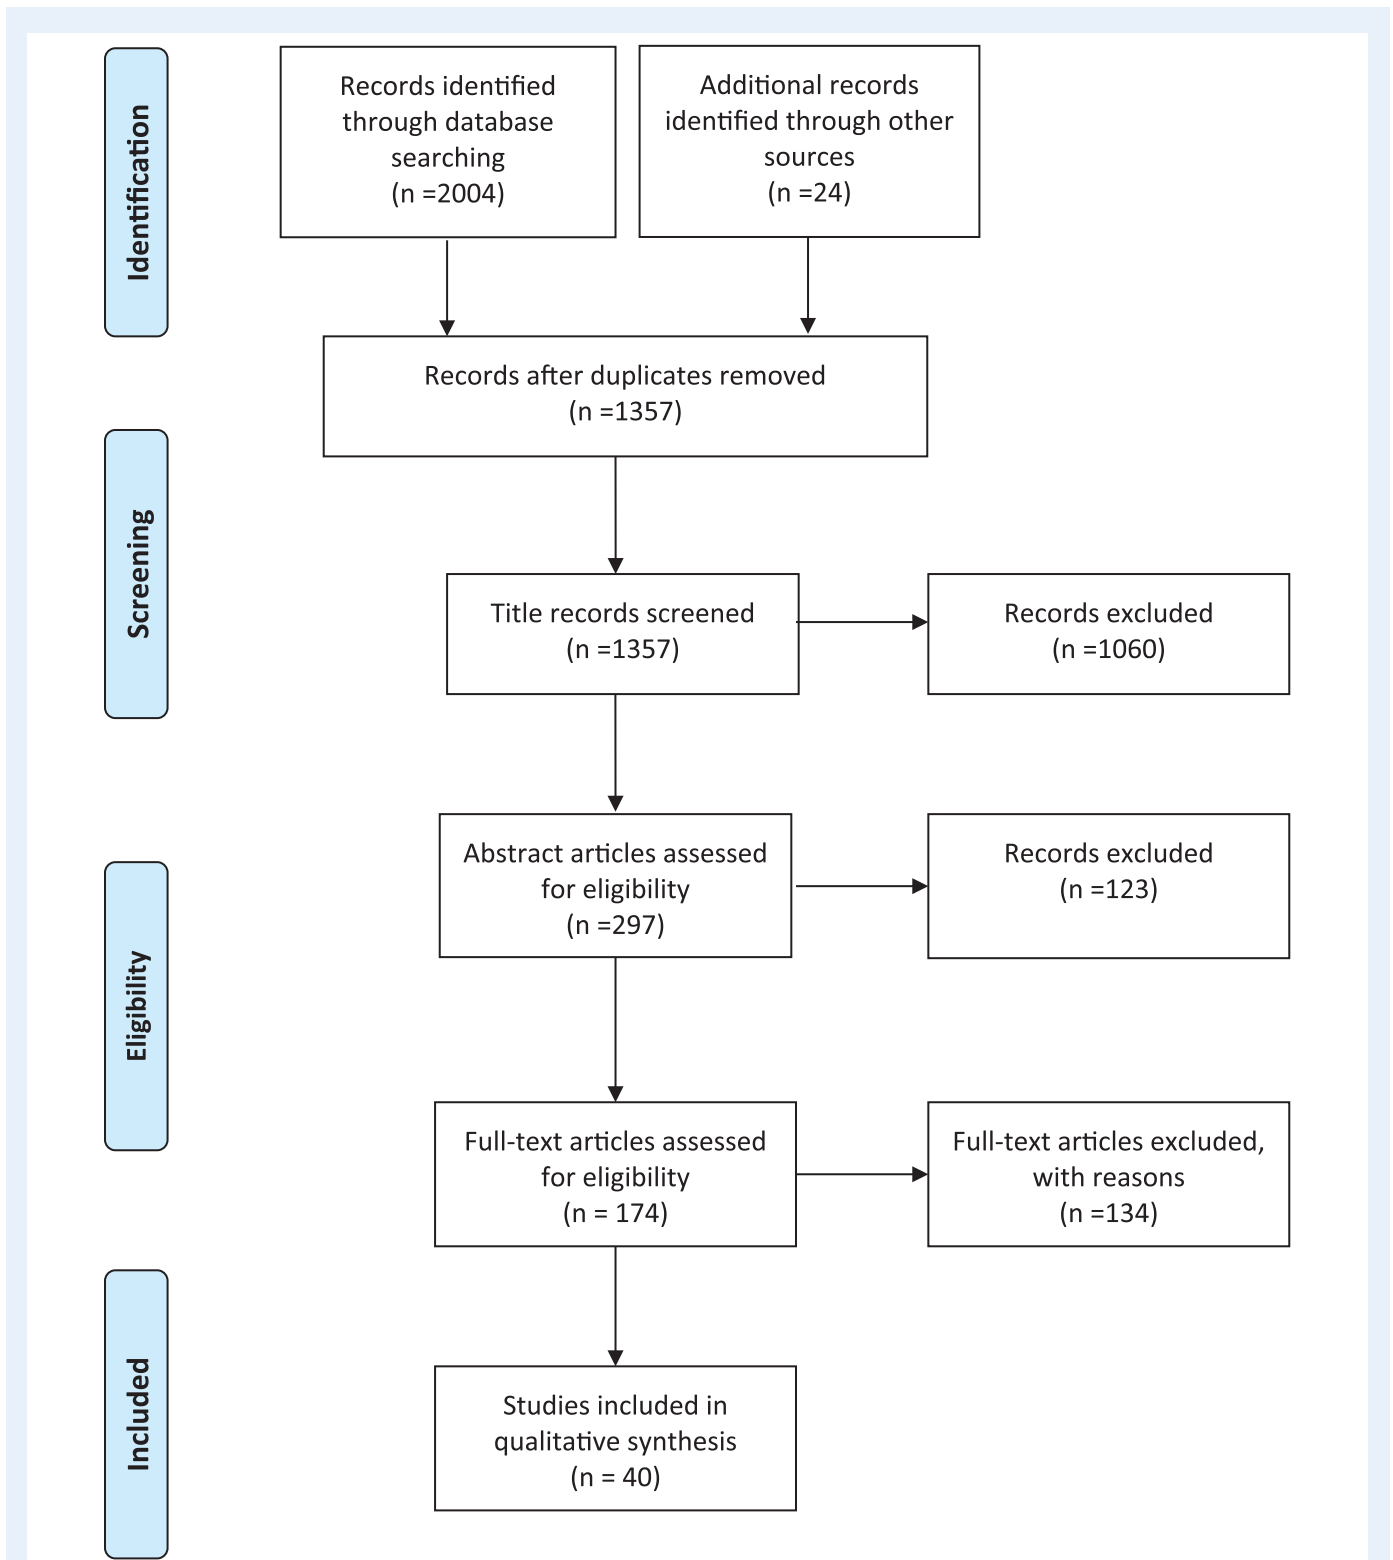 Identification
Records identified
through database
searching
(n =2004)
Additional records
identified through other
sources
(n =24)
Records after duplicates removed
(n =1357)
Screening
Title records screened
(n =1357)
Records excluded
(n =1060)
Eligibility
Abstract articles assessed
for eligibility
(n =297)
Records excluded
(n =123)
Full-text articles assessed
for eligibility
(n = 174)
Full-text articles excluded,
with reasons
(n =134)
Included
Studies included in
qualitative synthesis
(n = 40)